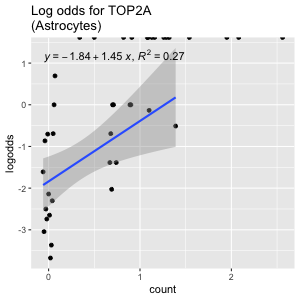 Log odds for TOP2A
(Astrocytes)
y = −1.84 + 1.45 x, R² = 0.27
1
0
-1
-2
-3
logodds
0
1
2
count